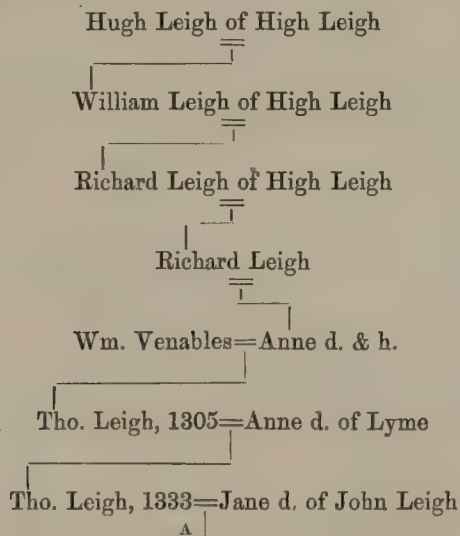 Hugh Leigh of High Leigh
William Leigh of High Leigh
Richard Leigh of High Leigh
Richard Leigh
Wm. Venables=Anne d. & h.
Tho. Leigh, 1305=Anne d. of Lyme
Tho. Leigh, 1333=Jane d. of John Leigh
A